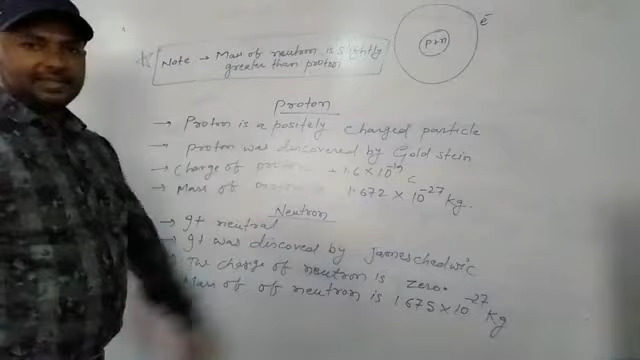 Note → Mass of neutron is slightly
greater than proton
e⁻
p+n
Proton
→ Proton is a positely charged particle
→ proton was discovered by Gold stein
→ Charge of proton +1.6 × 10⁻¹⁹ C
→ Mass of 1.672 × 10⁻²⁷ Kg.
Neutron
→ It neutral
→ It was discovered by James chedwic
The charge of neutron is zero.
Mass of of neutron is 1.675 × 10⁻²⁷ Kg